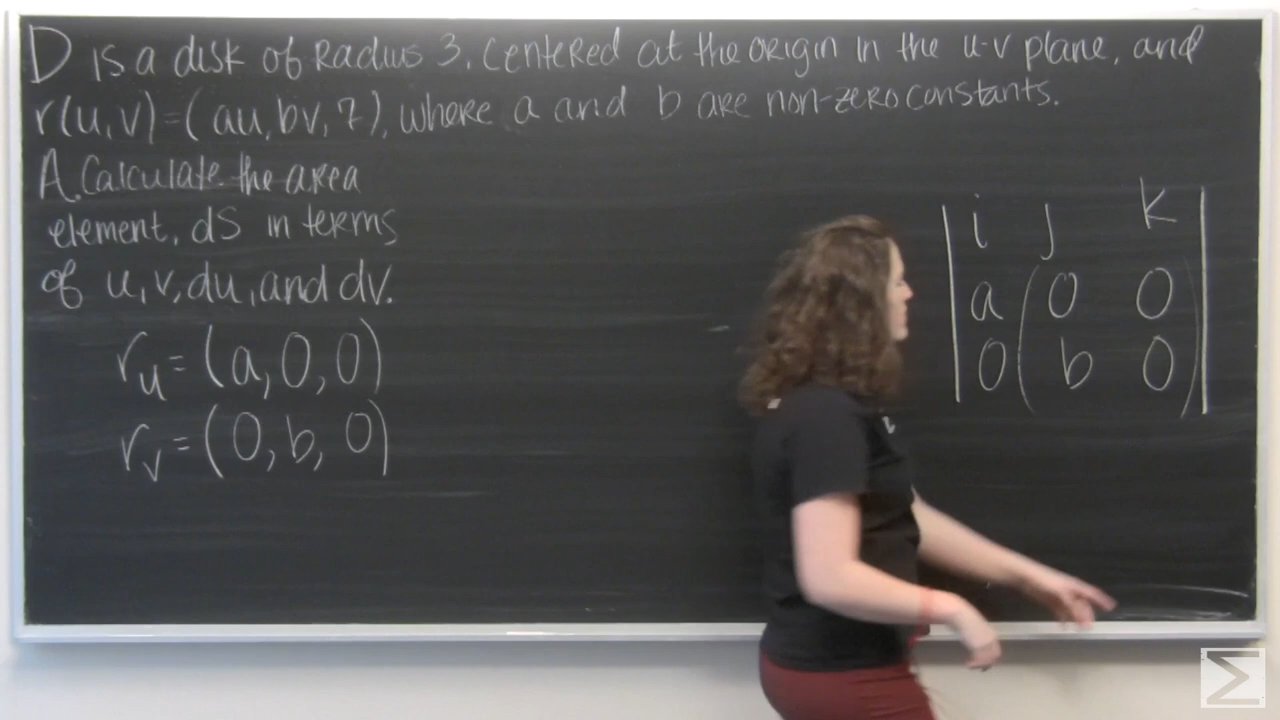 D is a disk of Radius 3, centered at the origin in the u-v plane, and
r(u,v)=(au,bv,7), where a and b are non-zero constants.
A. Calculate the area
element, dS in terms
of u,v,du, and dv.
r_u=(a,0,0)
r_v=(0,b,0)
| i j k |
| a ( 0 0 ) |
| 0 ( b 0 ) |
Σ